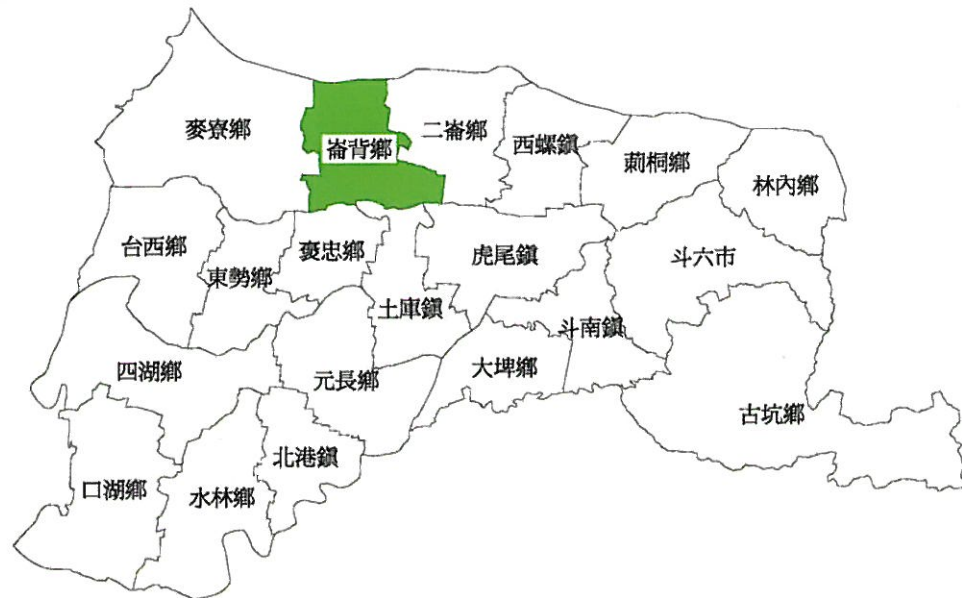 麥寮鄉
崙背鄉
二崙鄉
西螺鎮
莿桐鄉
林內鄉
台西鄉
東勢鄉
褒忠鄉
虎尾鎮
斗六市
土庫鎮
斗南鎮
四湖鄉
元長鄉
大埤鄉
古坑鄉
口湖鄉
水林鄉
北港鎮